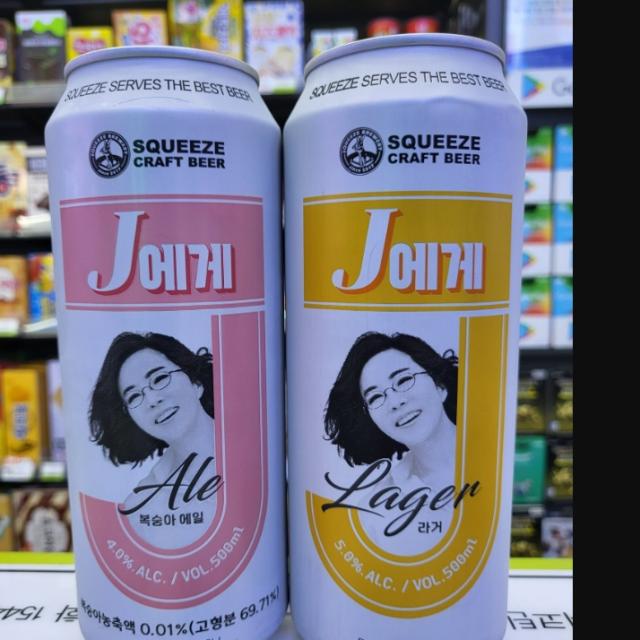 SQUEEZE SERVES THE BEST BEER
SQUEEZE
CRAFT BEER
J에게
Ale
복숭아 에일
4.0% ALC. / VOL.500ml
복숭아농축액 0.01%(고형분 69.71%)
SQUEEZE SERVES THE BEST BEER
SQUEEZE
CRAFT BEER
J에게
Lager
라거
5.0% ALC. / VOL.500ml